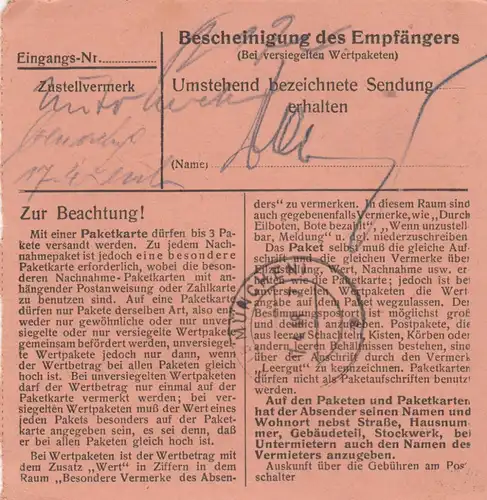 Bescheinigung des Empfängers
(Bei versiegelten Wertpaketen)
Eingangs-Nr.
Umstehend bezeichnete Sendung
erhalten
Zustellvermerk
(Name)
Zur Beachtung!
Mit einer Paketkarte dürfen bis 3 Pa-
kete versandt werden. Zu jedem Nach-
nahmepaket ist jedoch eine besondere
Paketkarte erforderlich, wobei die beson-
deren Nachnahme-Paketkarten mit an-
hängender Postanweisung oder Zahlkarte
zu benutzen sind. Auf eine Paketkarte
dürfen nur Pakete derselben Art, also ent-
weder nur gewöhnliche oder nur unver-
siegelte oder nur versiegelte Wertpakete
gemeinsam befördert werden, unversiegel-
te Wertpakete jedoch nur dann, wenn
der Wertbetrag bei allen Paketen gleich
hoch ist. Bei unversiegelten Wertpaketen
darf der Wertbetrag nur einmal auf der
Paketkarte vermerkt werden; bei ver-
siegelten Wertpaketen muß der Wert eines
jeden Pakets besonders auf der Paket-
karte angegeben sein, es sei denn, daß
er bei allen Paketen gleich hoch ist.
Bei Wertpaketen ist der Wertbetrag mit
dem Zusatz „Wert" in Ziffern in dem
Raum „Besondere Vermerke des Absen-
ders" zu vermerken. In diesem Raum sind
auch gegebenenfalls Vermerke, wie „Durch
Eilboten, Bote bezahlt", „Wenn unzustell-
bar, Meldung" u. dgl. niederzuschreiben
Das Paket selbst muß die gleiche Auf-
schrift und die gleichen Vermerke über
Eilzustellung, Wert, Nachnahme usw. er-
halten wie die Paketkarte; jedoch ist bei
versiegelten Wertpaketen die Wert-
angabe auf dem Paket wegzulassen. Der
Bestimmungspostort ist möglichst groß
und deutlich anzugeben. Postpakete, die
aus leeren Schachteln, Kisten, Körben oder
anderen leeren Behältnissen bestehen, sind
über der Anschrift durch den Vermerk
„Leergut" zu kennzeichnen. Paketkarten
dürfen nicht als Paketaufschriften benutzt
werden.
Auf den Paketen und Paketkarten
hat der Absender seinen Namen und
Wohnort nebst Straße, Hausnum-
mer, Gebäudeteil, Stockwerk, bei
Untermietern auch den Namen des
Vermieters anzugeben.
Auskunft über die Gebühren am Post-
schalter
MÜNCHEN